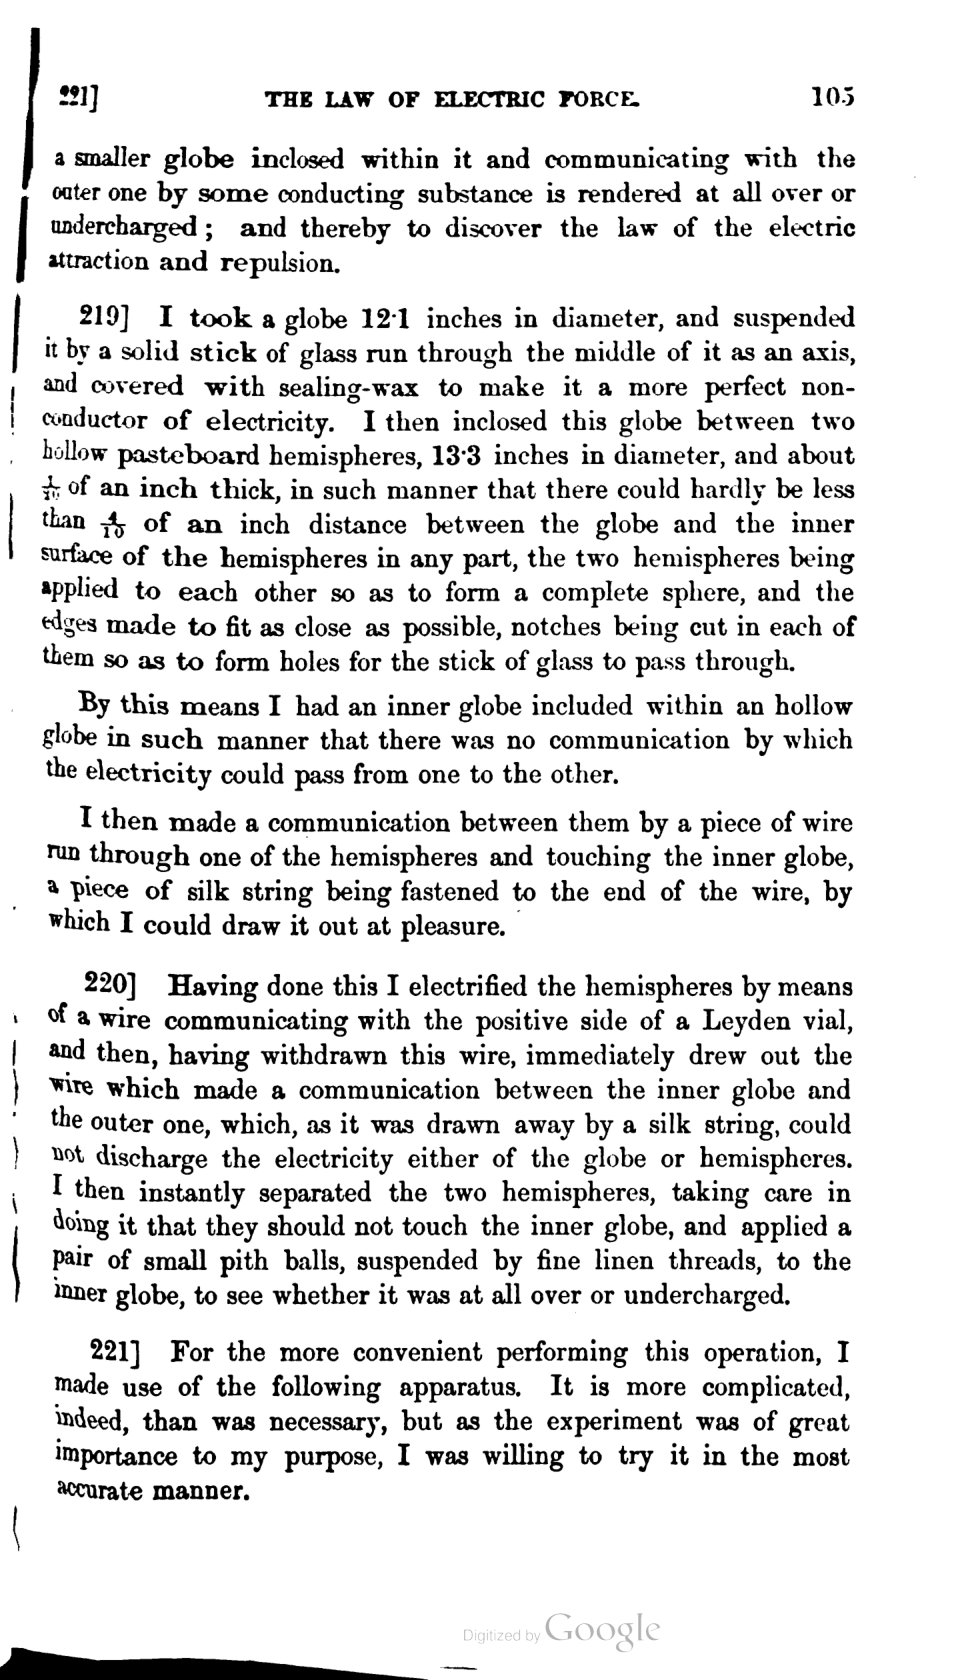 221] THE LAW OF ELECTRIC FORCE. 105
a smaller globe inclosed within it and communicating with the
outer one by some conducting substance is rendered at all over or
undercharged; and thereby to discover the law of the electric
attraction and repulsion.
219] I took a globe 12·1 inches in diameter, and suspended
it by a solid stick of glass run through the middle of it as an axis,
and covered with sealing-wax to make it a more perfect non-
conductor of electricity. I then inclosed this globe between two
hollow pasteboard hemispheres, 13·3 inches in diameter, and about
of an inch thick, in such manner that there could hardly be less
than 4/10 of an inch distance between the globe and the inner
surface of the hemispheres in any part, the two hemispheres being
applied to each other so as to form a complete sphere, and the
edges made to fit as close as possible, notches being cut in each of
them so as to form holes for the stick of glass to pass through.
By this means I had an inner globe included within an hollow
globe in such manner that there was no communication by which
the electricity could pass from one to the other.
I then made a communication between them by a piece of wire
run through one of the hemispheres and touching the inner globe,
a piece of silk string being fastened to the end of the wire, by
which I could draw it out at pleasure.
220] Having done this I electrified the hemispheres by means
of a wire communicating with the positive side of a Leyden vial,
and then, having withdrawn this wire, immediately drew out the
wire which made a communication between the inner globe and
the outer one, which, as it was drawn away by a silk string, could
not discharge the electricity either of the globe or hemispheres.
I then instantly separated the two hemispheres, taking care in
doing it that they should not touch the inner globe, and applied a
pair of small pith balls, suspended by fine linen threads, to the
inner globe, to see whether it was at all over or undercharged.
221] For the more convenient performing this operation, I
made use of the following apparatus. It is more complicated,
indeed, than was necessary, but as the experiment was of great
importance to my purpose, I was willing to try it in the most
accurate manner.
Digitized by Google